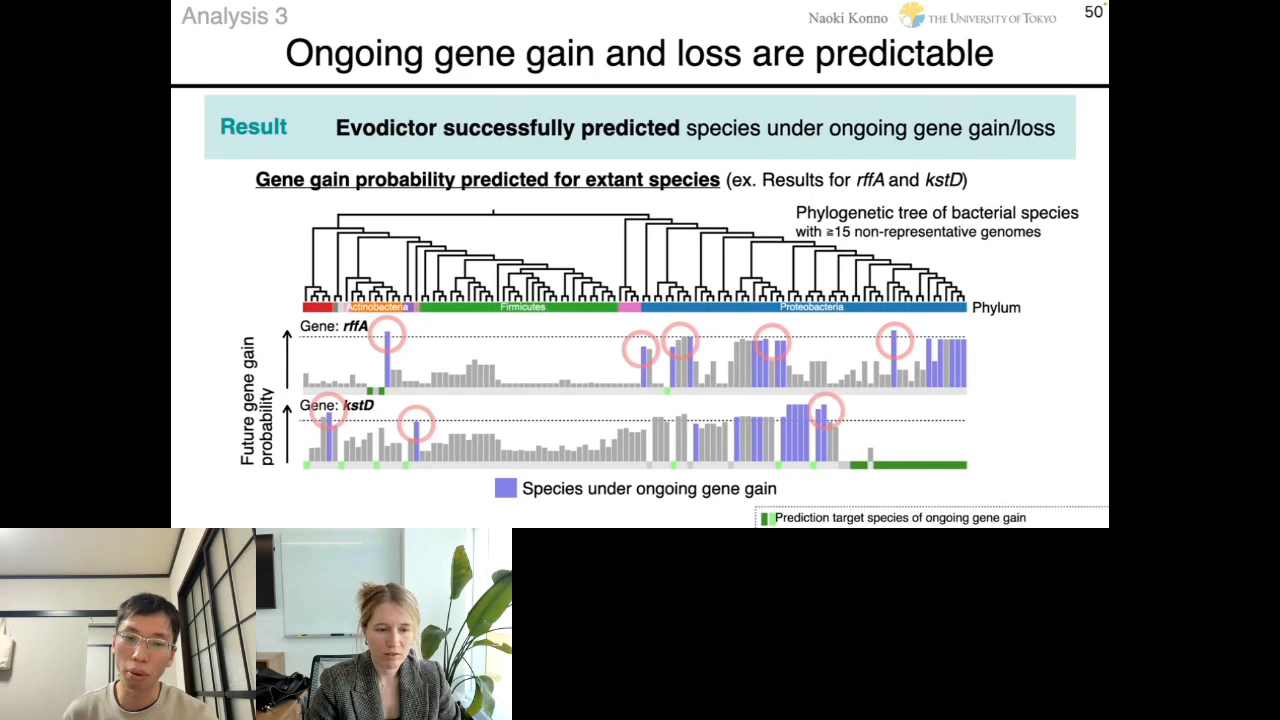 Analysis 3
Naoki Konno THE UNIVERSITY OF TOKYO 50
Ongoing gene gain and loss are predictable
Result Evodictor successfully predicted species under ongoing gene gain/loss
Gene gain probability predicted for extant species (ex. Results for rffA and kstD)
Phylogenetic tree of bacterial species
with ≧15 non-representative genomes
Actinobacteria Firmicutes Proteobacteria Phylum
Gene: rffA
Gene: kstD
Future gene gain
probability
Species under ongoing gene gain
Prediction target species of ongoing gene gain